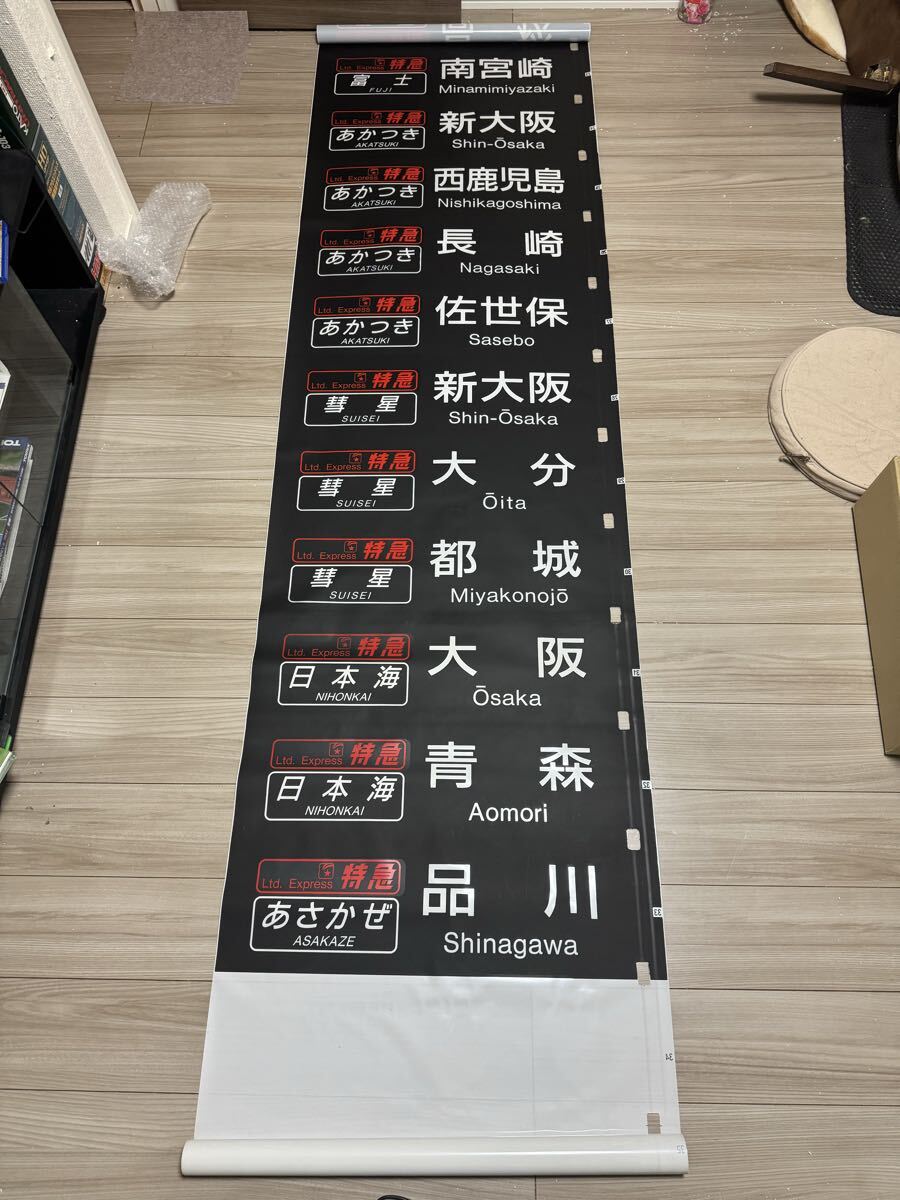 Ltd. Express 特急 南宮崎
富士 FUJI Minamimiyazaki
Ltd. Express 特急 新大阪
あかつき AKATSUKI Shin-Ōsaka
Ltd. Express 特急 西鹿児島
あかつき AKATSUKI Nishikagoshima
Ltd. Express 特急 長崎
あかつき AKATSUKI Nagasaki
Ltd. Express 特急 佐世保
あかつき AKATSUKI Sasebo
Ltd. Express 特急 新大阪
彗星 SUISEI Shin-Ōsaka
Ltd. Express 特急 大分
彗星 SUISEI Ōita
Ltd. Express 特急 都城
彗星 SUISEI Miyakonojō
Ltd. Express 特急 大阪
日本海 NIHONKAI Ōsaka
Ltd. Express 特急 青森
日本海 NIHONKAI Aomori
Ltd. Express 特急 品川
あさかぜ ASAKAZE Shinagawa
33
34
35